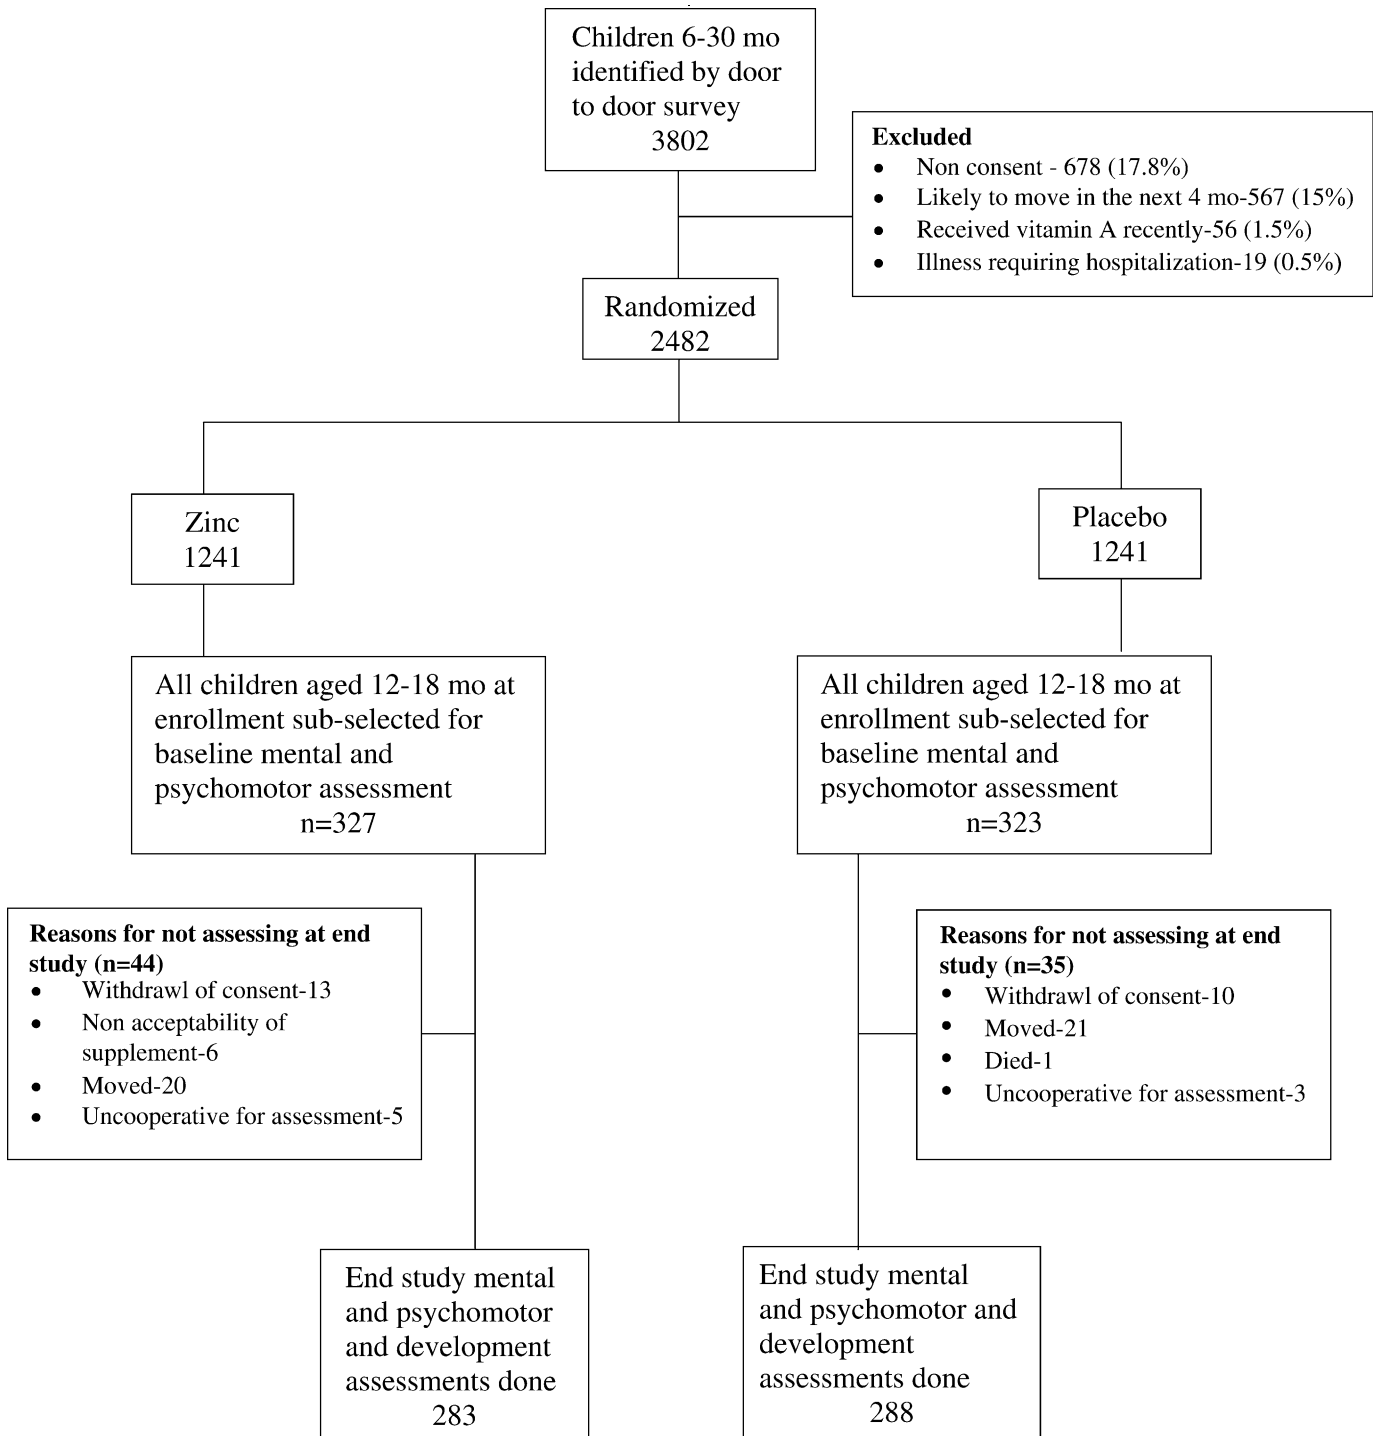 Children 6-30 mo
identified by door
to door survey
3802
Excluded
• Non consent - 678 (17.8%)
• Likely to move in the next 4 mo-567 (15%)
• Received vitamin A recently-56 (1.5%)
• Illness requiring hospitalization-19 (0.5%)
Randomized
2482
Zinc
1241
Placebo
1241
All children aged 12-18 mo at
enrollment sub-selected for
baseline mental and
psychomotor assessment
n=327
All children aged 12-18 mo at
enrollment sub-selected for
baseline mental and
psychomotor assessment
n=323
Reasons for not assessing at end
study (n=44)
• Withdrawl of consent-13
• Non acceptability of
supplement-6
• Moved-20
• Uncooperative for assessment-5
Reasons for not assessing at end
study (n=35)
• Withdrawl of consent-10
• Moved-21
• Died-1
• Uncooperative for assessment-3
End study mental
and psychomotor
and development
assessments done
283
End study mental
and psychomotor and
development
assessments done
288